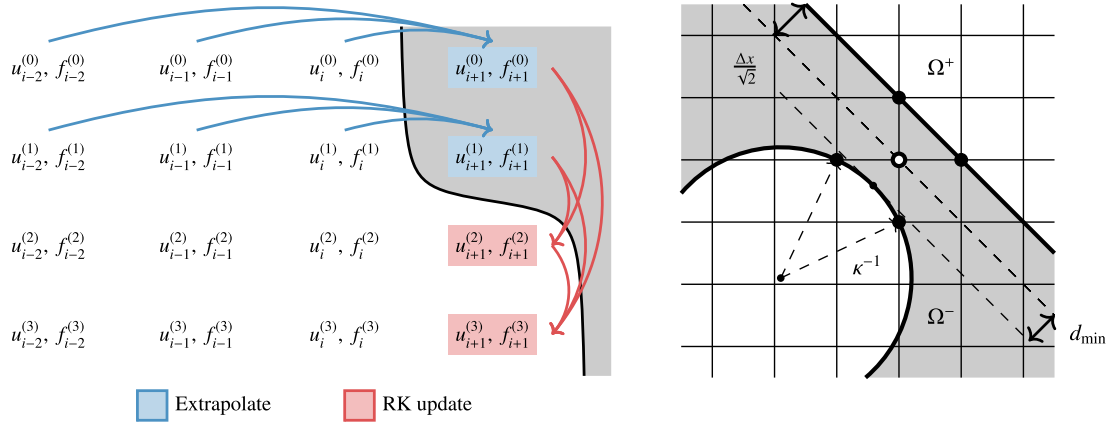 u_{i-2}^{(0)}, f_{i-2}^{(0)} u_{i-1}^{(0)}, f_{i-1}^{(0)} u_i^{(0)}, f_i^{(0)} u_{i+1}^{(0)}, f_{i+1}^{(0)}
u_{i-2}^{(1)}, f_{i-2}^{(1)} u_{i-1}^{(1)}, f_{i-1}^{(1)} u_i^{(1)}, f_i^{(1)} u_{i+1}^{(1)}, f_{i+1}^{(1)}
u_{i-2}^{(2)}, f_{i-2}^{(2)} u_{i-1}^{(2)}, f_{i-1}^{(2)} u_i^{(2)}, f_i^{(2)} u_{i+1}^{(2)}, f_{i+1}^{(2)}
u_{i-2}^{(3)}, f_{i-2}^{(3)} u_{i-1}^{(3)}, f_{i-1}^{(3)} u_i^{(3)}, f_i^{(3)} u_{i+1}^{(3)}, f_{i+1}^{(3)}
Extrapolate RK update
Δx/√2
Ω^+
κ^{-1}
Ω^-
d_{min}